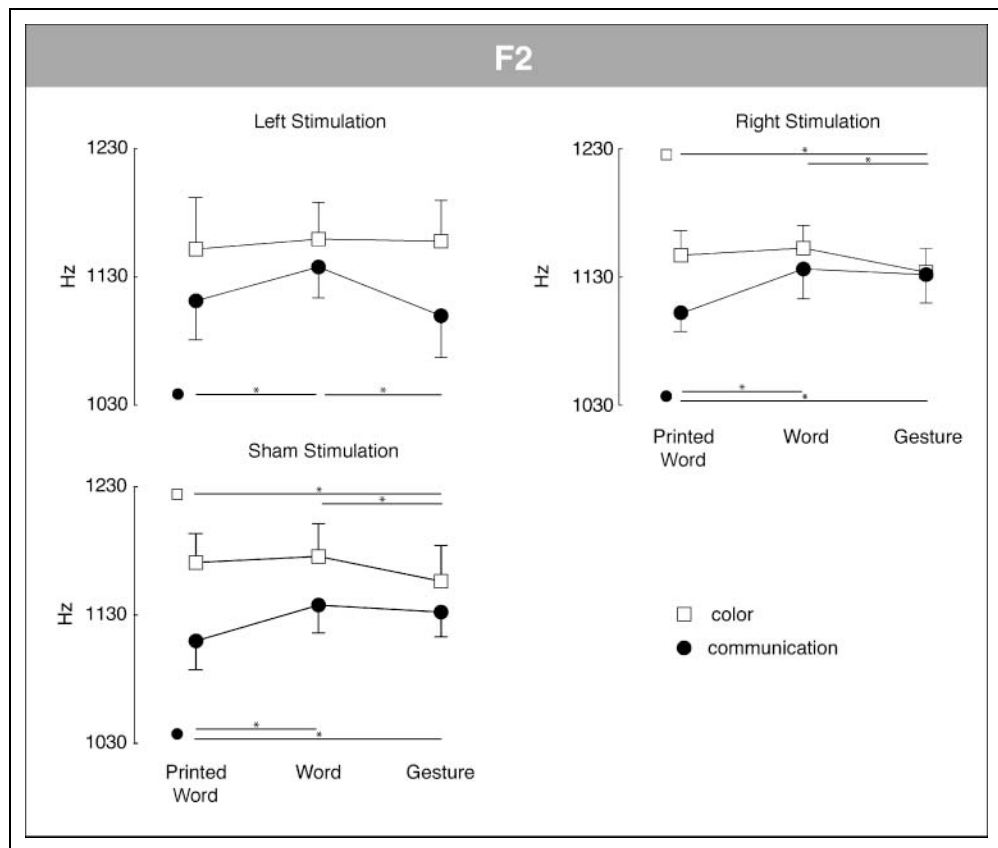 F2
Left Stimulation
1230
Hz
1130
1030
*
*
Right Stimulation
1230
Hz
1130
1030
*
*
*
*
Printed
Word
Word
Gesture
Sham Stimulation
1230
Hz
1130
1030
*
*
*
*
Printed
Word
Word
Gesture
color
communication